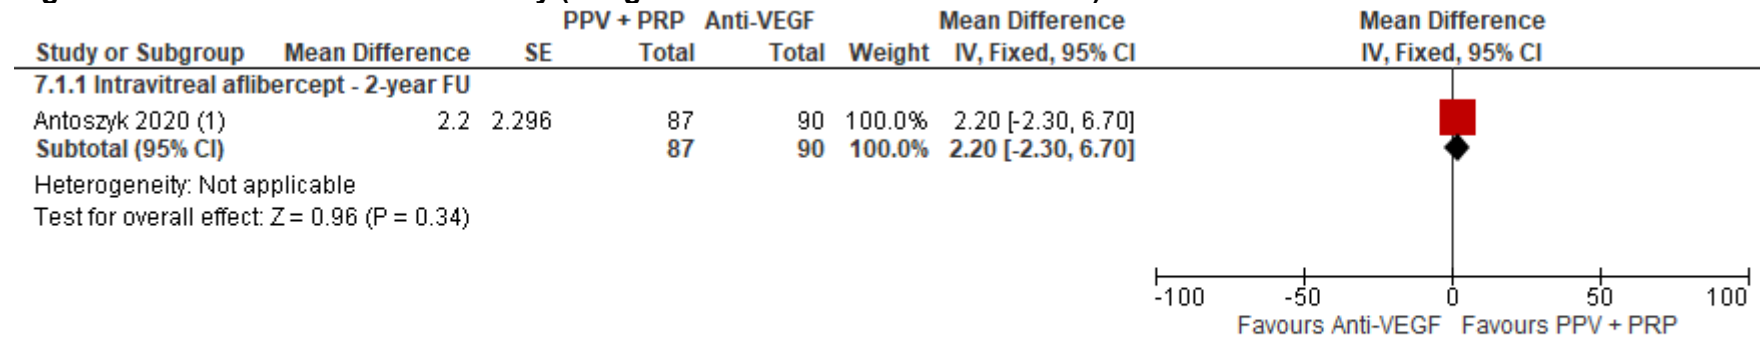 PPV + PRP Anti-VEGF Mean Difference Mean Difference
Study or Subgroup Mean Difference SE Total Total Weight IV, Fixed, 95% CI IV, Fixed, 95% CI
7.1.1 Intravitreal aflibercept - 2-year FU
Antoszyk 2020 (1) 2.2 2.296 87 90 100.0% 2.20 [-2.30, 6.70]
Subtotal (95% CI) 87 90 100.0% 2.20 [-2.30, 6.70]
Heterogeneity: Not applicable
Test for overall effect: Z = 0.96 (P = 0.34)
-100 -50 0 50 100
Favours Anti-VEGF Favours PPV + PRP